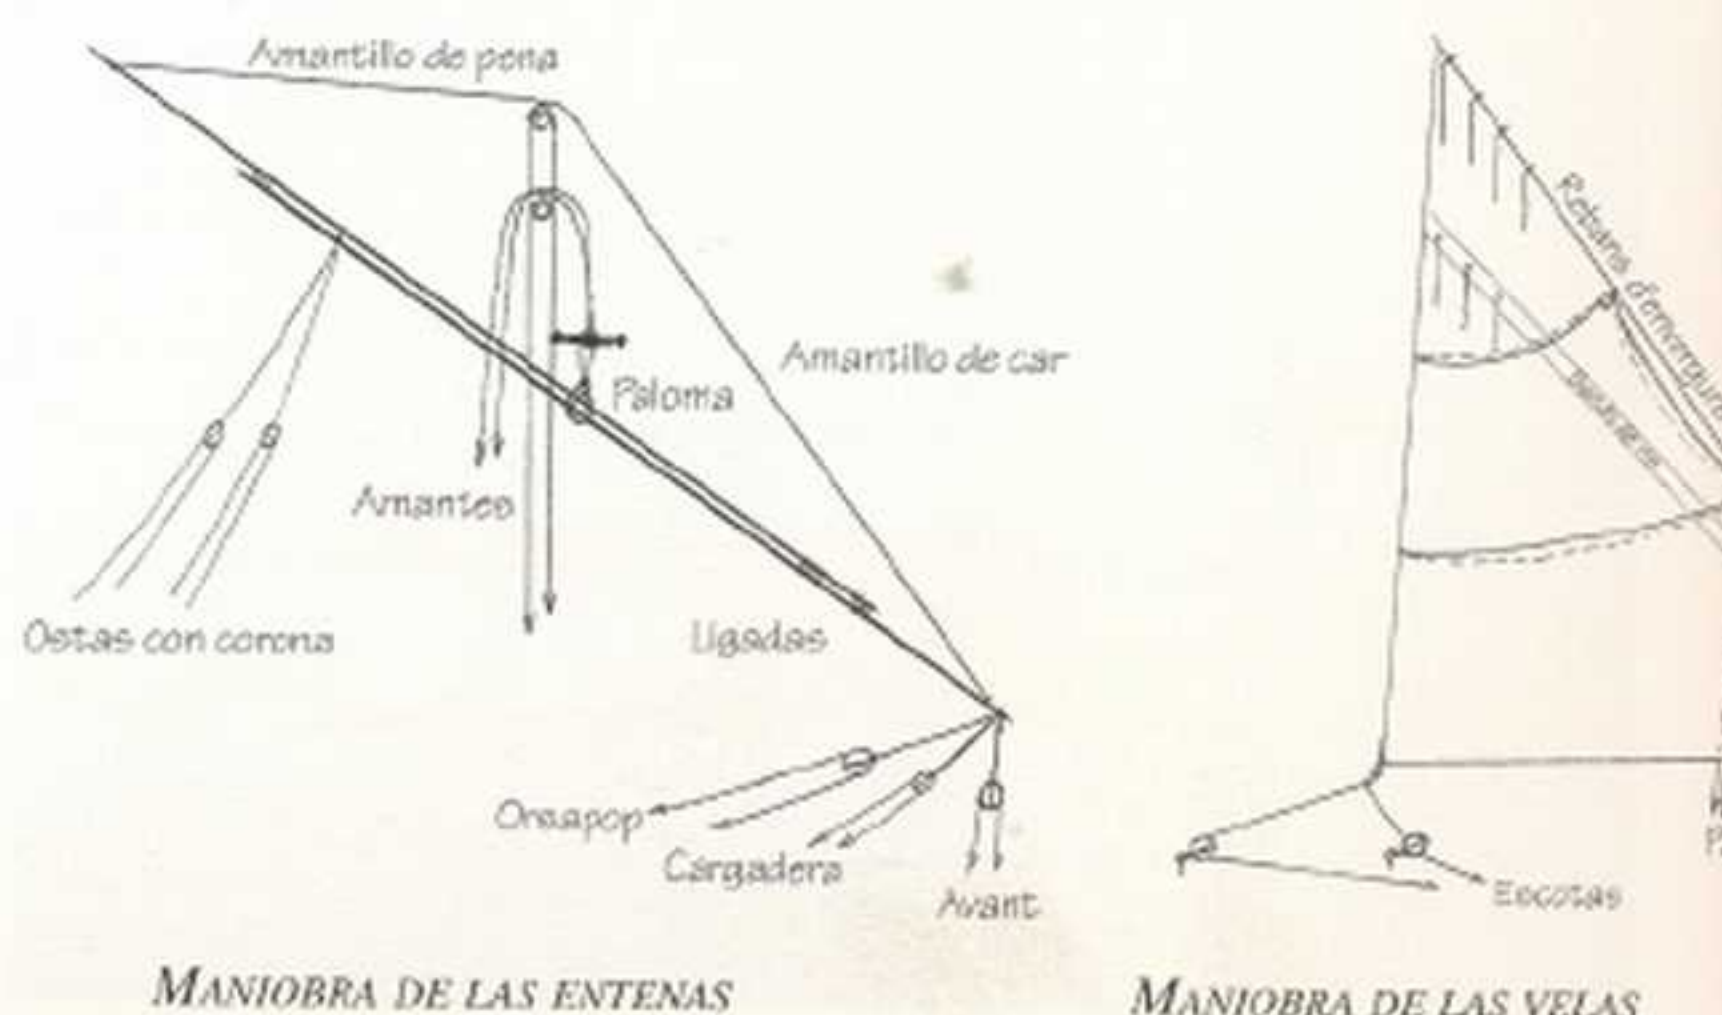 Amantillo de pena
Amantillo de car
Paloma
Amantes
Ostas con corona
Ligadas
Orsapop
Cargadera
Avant
MANIOBRA DE LAS ENTENAS
Escotas
MANIOBRA DE LAS VELAS